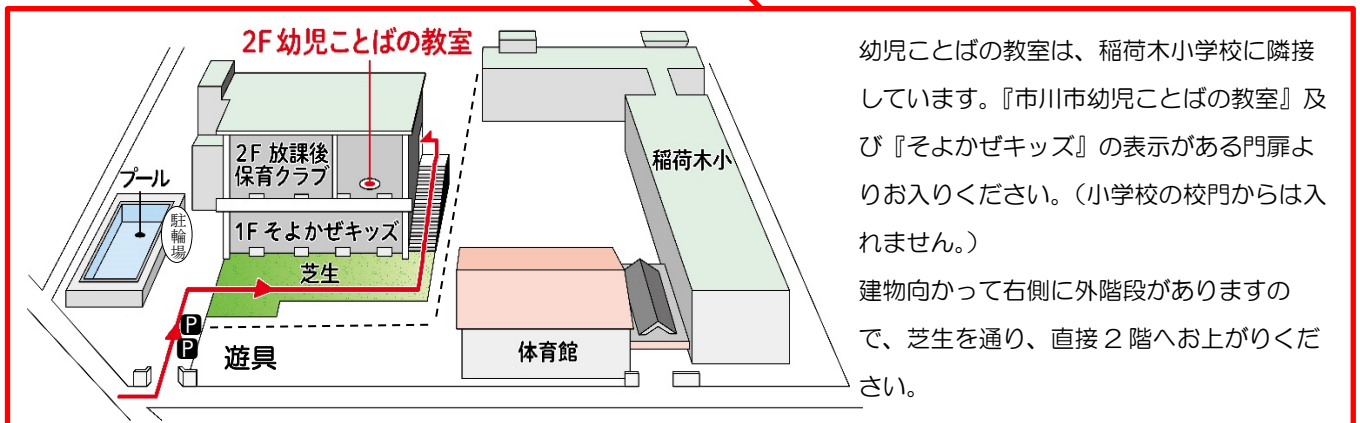 2F 幼児ことばの教室
2F 放課後
保育クラブ
1F そよかぜキッズ
芝生
プール
駐輪場
P
P
遊具
体育館
稲荷木小
幼児ことばの教室は、稲荷木小学校に隣接
しています。『市川市幼児ことばの教室』及
び『そよかぜキッズ』の表示がある門扉よ
りお入りください。（小学校の校門からは入
れません。）
建物向かって右側に外階段がありますの
で、芝生を通り、直接２階へお上がりくだ
さい。